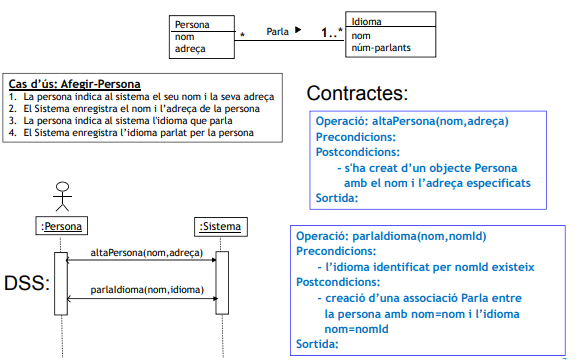 Persona
nom
adreça
* Parla ► 1..*
Idioma
nom
núm-parlants
Cas d'ús: Afegir-Persona
1. La persona indica al sistema el seu nom i la seva adreça
2. El Sistema enregistra el nom i l'adreça de la persona
3. La persona indica al sistema l'idioma que parla
4. El Sistema enregistra l'idioma parlat per la persona
Contractes:
Operació: altaPersona(nom,adreça)
Precondicions:
Postcondicions:
- s'ha creat d'un objecte Persona
amb el nom i l'adreça especificats
Sortida:
:Persona
:Sistema
altaPersona(nom,adreça)
DSS:
parlaIdioma(nom,idioma)
Operació: parlaIdioma(nom,nomId)
Precondicions:
- l'idioma identificat per nomId existeix
Postcondicions:
- creació d'una associació Parla entre
la persona amb nom=nom i l'idioma
nom=nomId
Sortida: